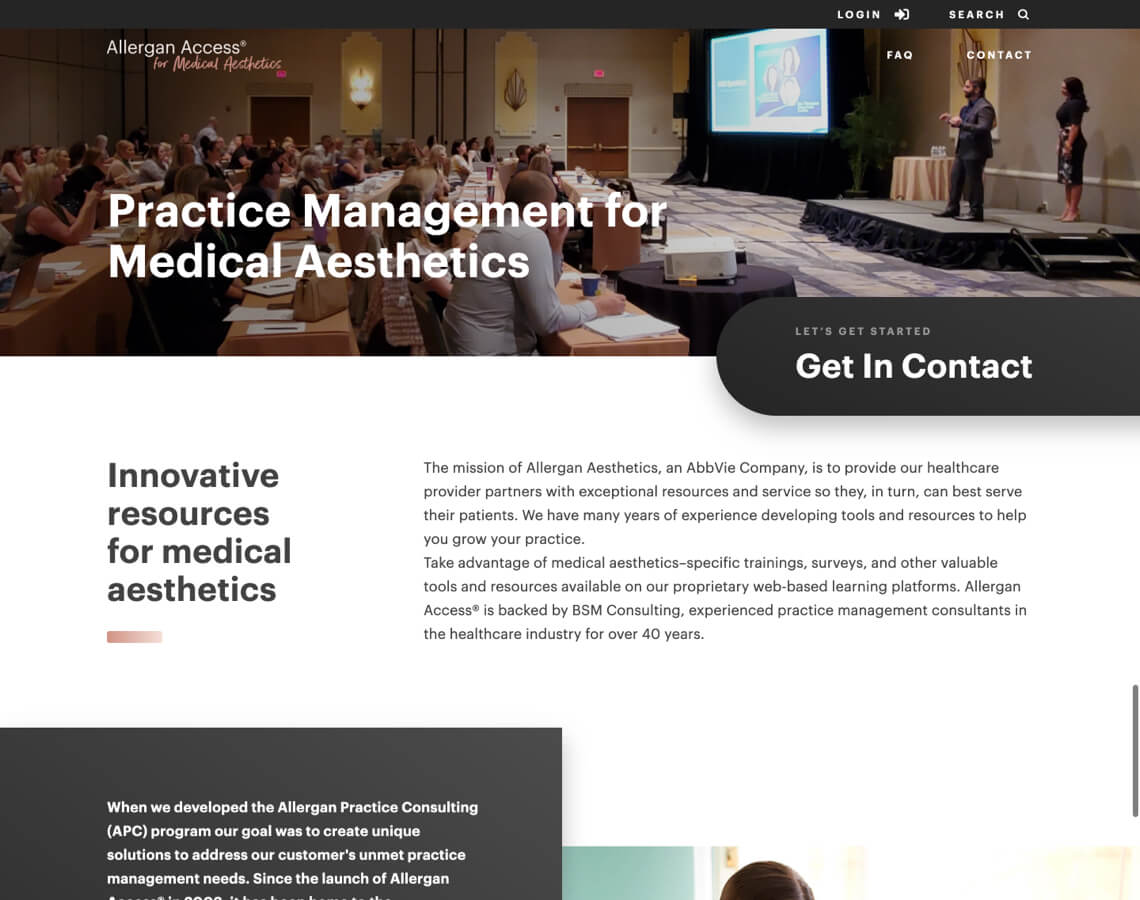 LOGIN
SEARCH
Allergan Access®
for Medical Aesthetics
FAQ
CONTACT
Practice Management for
Medical Aesthetics
LET'S GET STARTED
Get In Contact
Innovative
resources
for medical
aesthetics
The mission of Allergan Aesthetics, an AbbVie Company, is to provide our healthcare
provider partners with exceptional resources and service so they, in turn, can best serve
their patients. We have many years of experience developing tools and resources to help
you grow your practice.
Take advantage of medical aesthetics–specific trainings, surveys, and other valuable
tools and resources available on our proprietary web-based learning platforms. Allergan
Access® is backed by BSM Consulting, experienced practice management consultants in
the healthcare industry for over 40 years.
When we developed the Allergan Practice Consulting
(APC) program our goal was to create unique
solutions to address our customer's unmet practice
management needs. Since the launch of Allergan